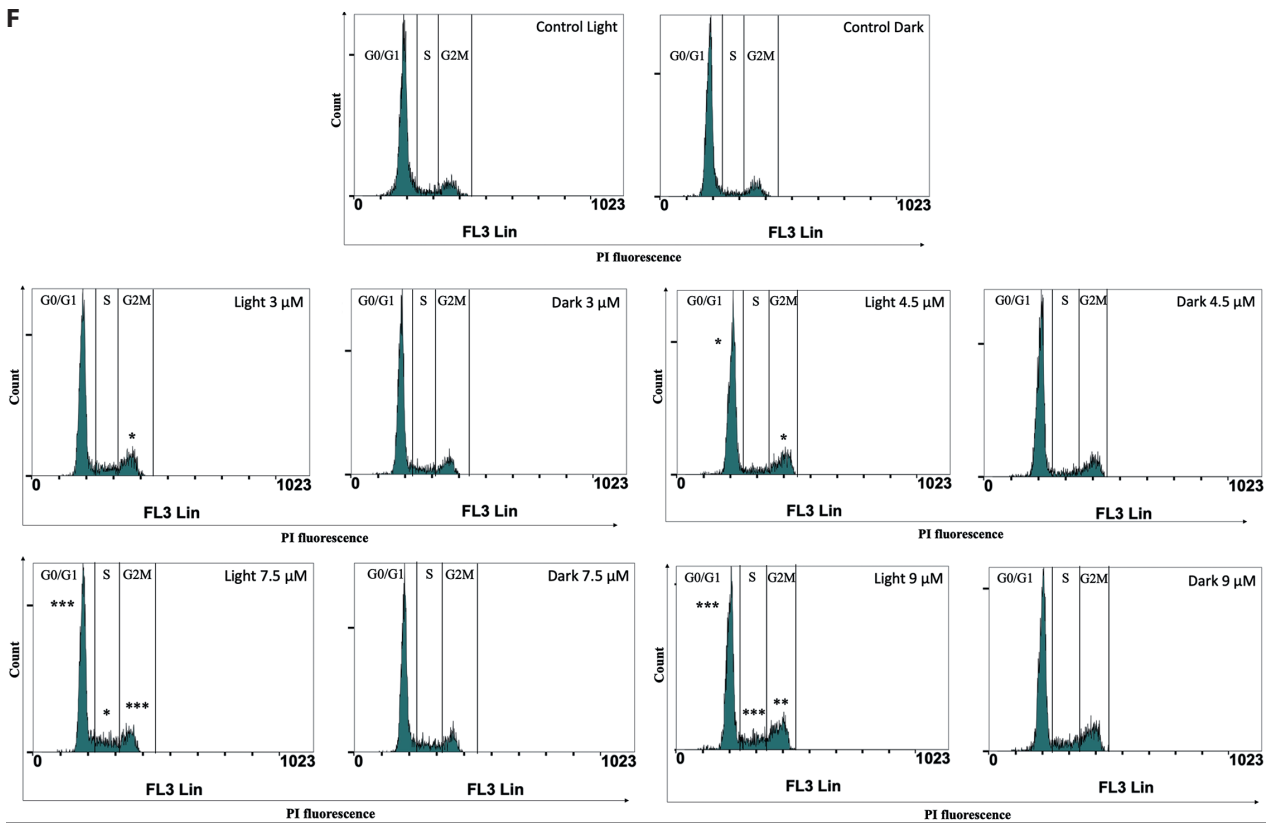 F
Control Light
G0/G1 S G2M
Count
0 1023
FL3 Lin
Control Dark
G0/G1 S G2M
0 1023
FL3 Lin
PI fluorescence
Light 3 μM
G0/G1 S G2M
*
Count
0 1023
FL3 Lin
Dark 3 μM
G0/G1 S G2M
0 1023
FL3 Lin
PI fluorescence
Light 4.5 μM
G0/G1 S G2M
*
*
Count
0 1023
FL3 Lin
Dark 4.5 μM
G0/G1 S G2M
0 1023
FL3 Lin
PI fluorescence
Light 7.5 μM
G0/G1 S G2M
***
* ***
Count
0 1023
FL3 Lin
Dark 7.5 μM
G0/G1 S G2M
0 1023
FL3 Lin
PI fluorescence
Light 9 μM
G0/G1 S G2M
***
*** **
Count
0 1023
FL3 Lin
Dark 9 μM
G0/G1 S G2M
0 1023
FL3 Lin
PI fluorescence